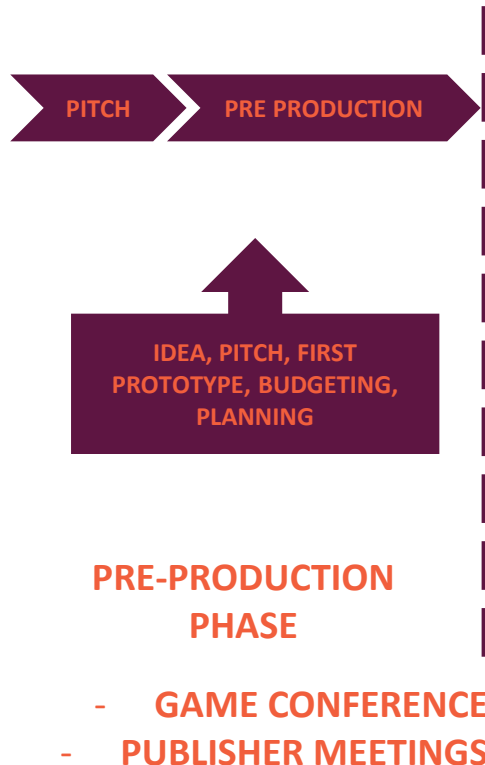 PITCH PRE PRODUCTION
IDEA, PITCH, FIRST
PROTOTYPE, BUDGETING,
PLANNING
PRE-PRODUCTION
PHASE
- GAME CONFERENCE
- PUBLISHER MEETINGS